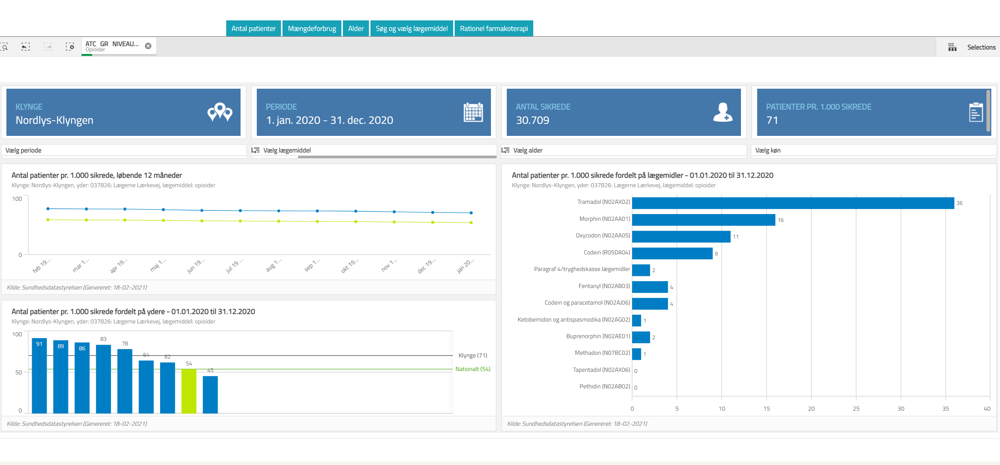 Antal patienter
Mængdeforbrug
Alder
Søg og vælg lægemiddel
Rationel farmakoterapi
ATC_GR_NIVEAU...
Opioider
Selections
KLYNGE
Nordlys-Klyngen
PERIODE
1. jan. 2020 - 31. dec. 2020
ANTAL SIKREDE
30.709
PATIENTER PR. 1.000 SIKREDE
71
Vælg periode
Vælg lægemiddel
Vælg alder
Vælg køn
Antal patienter pr. 1.000 sikrede, løbende 12 måneder
Klynge: Nordlys-Klyngen, yder: 037826: Lægerne Lærkevej, lægemiddel: opioider
100
0
feb 19...
mar 1...
apr 19...
maj 1...
jun 19...
jul 19 ...
aug 1...
sep 1...
okt 19...
nov 1...
dec 19...
jan 20...
Kilde: Sundhedsdatastyrelsen (Genereret: 18-02-2021)
Antal patienter pr. 1.000 sikrede fordelt på ydere - 01.01.2020 til 31.12.2020
Klynge: Nordlys-Klyngen, yder: 037826: Lægerne Lærkevej, lægemiddel: opioider
100
50
0
91
89
86
83
78
64
62
54
45
Klynge (71)
Nationalt (54)
Kilde: Sundhedsdatastyrelsen (Genereret: 18-02-2021)
Antal patienter pr. 1.000 sikrede fordelt på lægemidler - 01.01.2020 til 31.12.2020
Klynge: Nordlys-Klyngen, yder: 037826: Lægerne Lærkevej, lægemiddel: opioider
Tramadol (N02AX02) 36
Morphin (N02AA01) 16
Oxycodon (N02AA05) 11
Codein (R05DA04) 9
Paragraf 4/tryghedskasse lægemidler 2
Fentanyl (N02AB03) 4
Codein og paracetamol (N02AJ06) 4
Ketobemidon og antispasmodika (N02AG02) 1
Buprenorphin (N02AE01) 2
Methadon (N07BC02) 1
Tapentadol (N02AX06) 0
Pethidin (N02AB02) 0
0 5 10 15 20 25 30 35 40
Kilde: Sundhedsdatastyrelsen (Genereret: 18-02-2021)